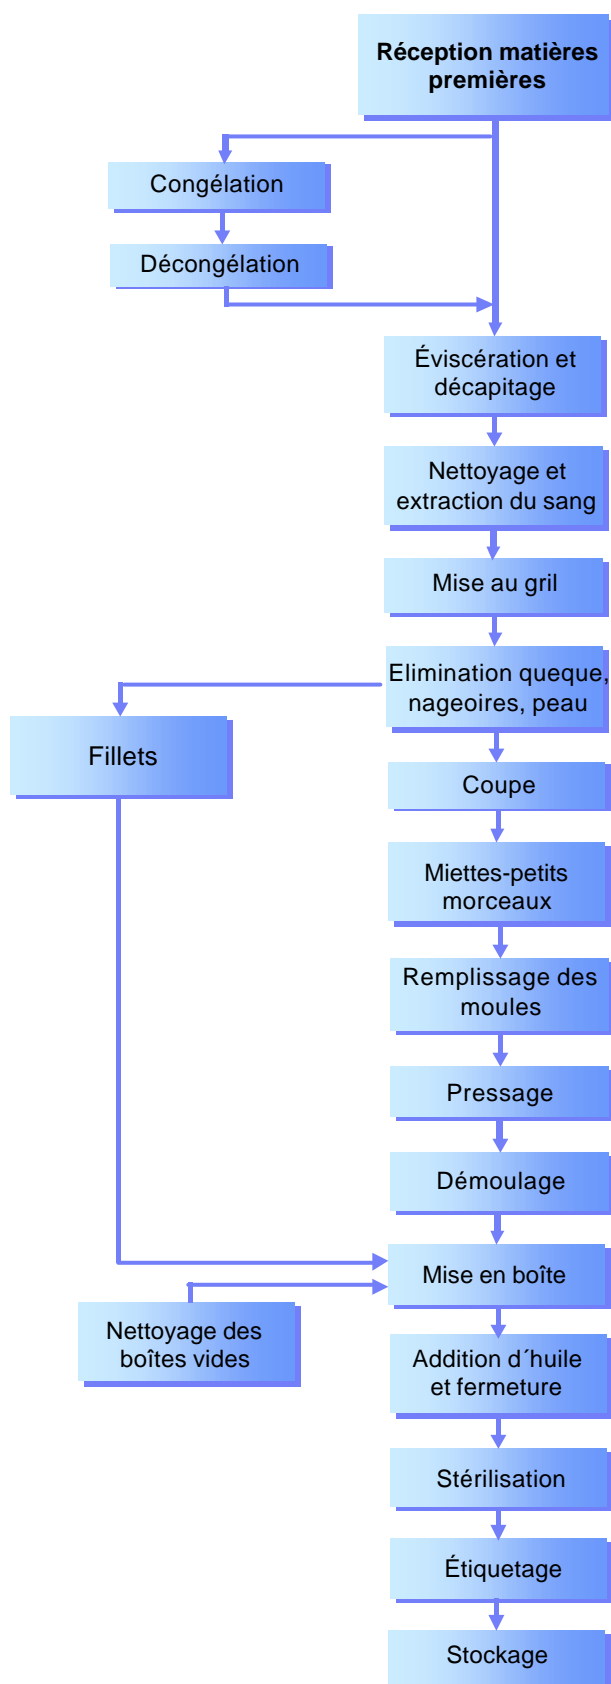 Réception matières
premières
Congélation
Décongélation
Éviscération et
décapitage
Nettoyage et
extraction du sang
Mise au gril
Elimination queque,
nageoires, peau
Fillets
Coupe
Miettes-petits
morceaux
Remplissage des
moules
Pressage
Démoulage
Mise en boîte
Nettoyage des
boîtes vides
Addition d´huile
et fermeture
Stérilisation
Étiquetage
Stockage